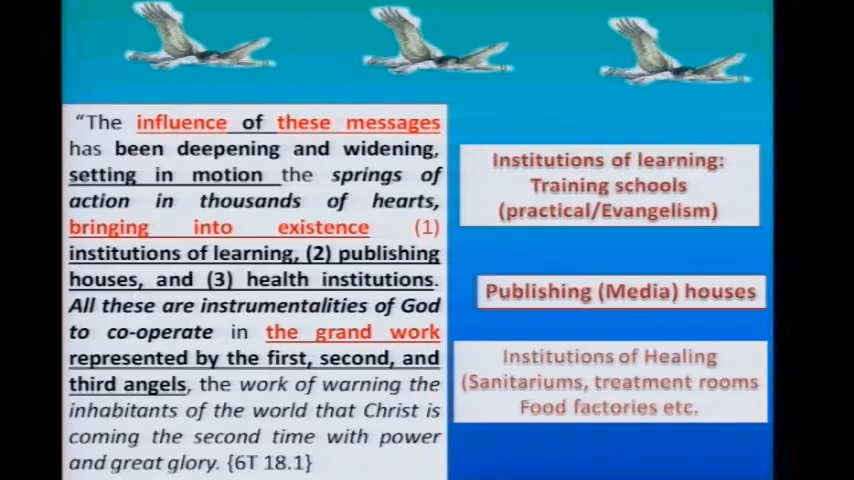 “The influence of these messages
has been deepening and widening,
setting in motion the springs of
action in thousands of hearts,
bringing into existence (1)
institutions of learning, (2) publishing
houses, and (3) health institutions.
All these are instrumentalities of God
to co-operate in the grand work
represented by the first, second, and
third angels, the work of warning the
inhabitants of the world that Christ is
coming the second time with power
and great glory. {6T 18.1}
Institutions of learning:
Training schools
(practical/Evangelism)
Publishing (Media) houses
Institutions of Healing
(Sanitariums, treatment rooms
Food factories etc.